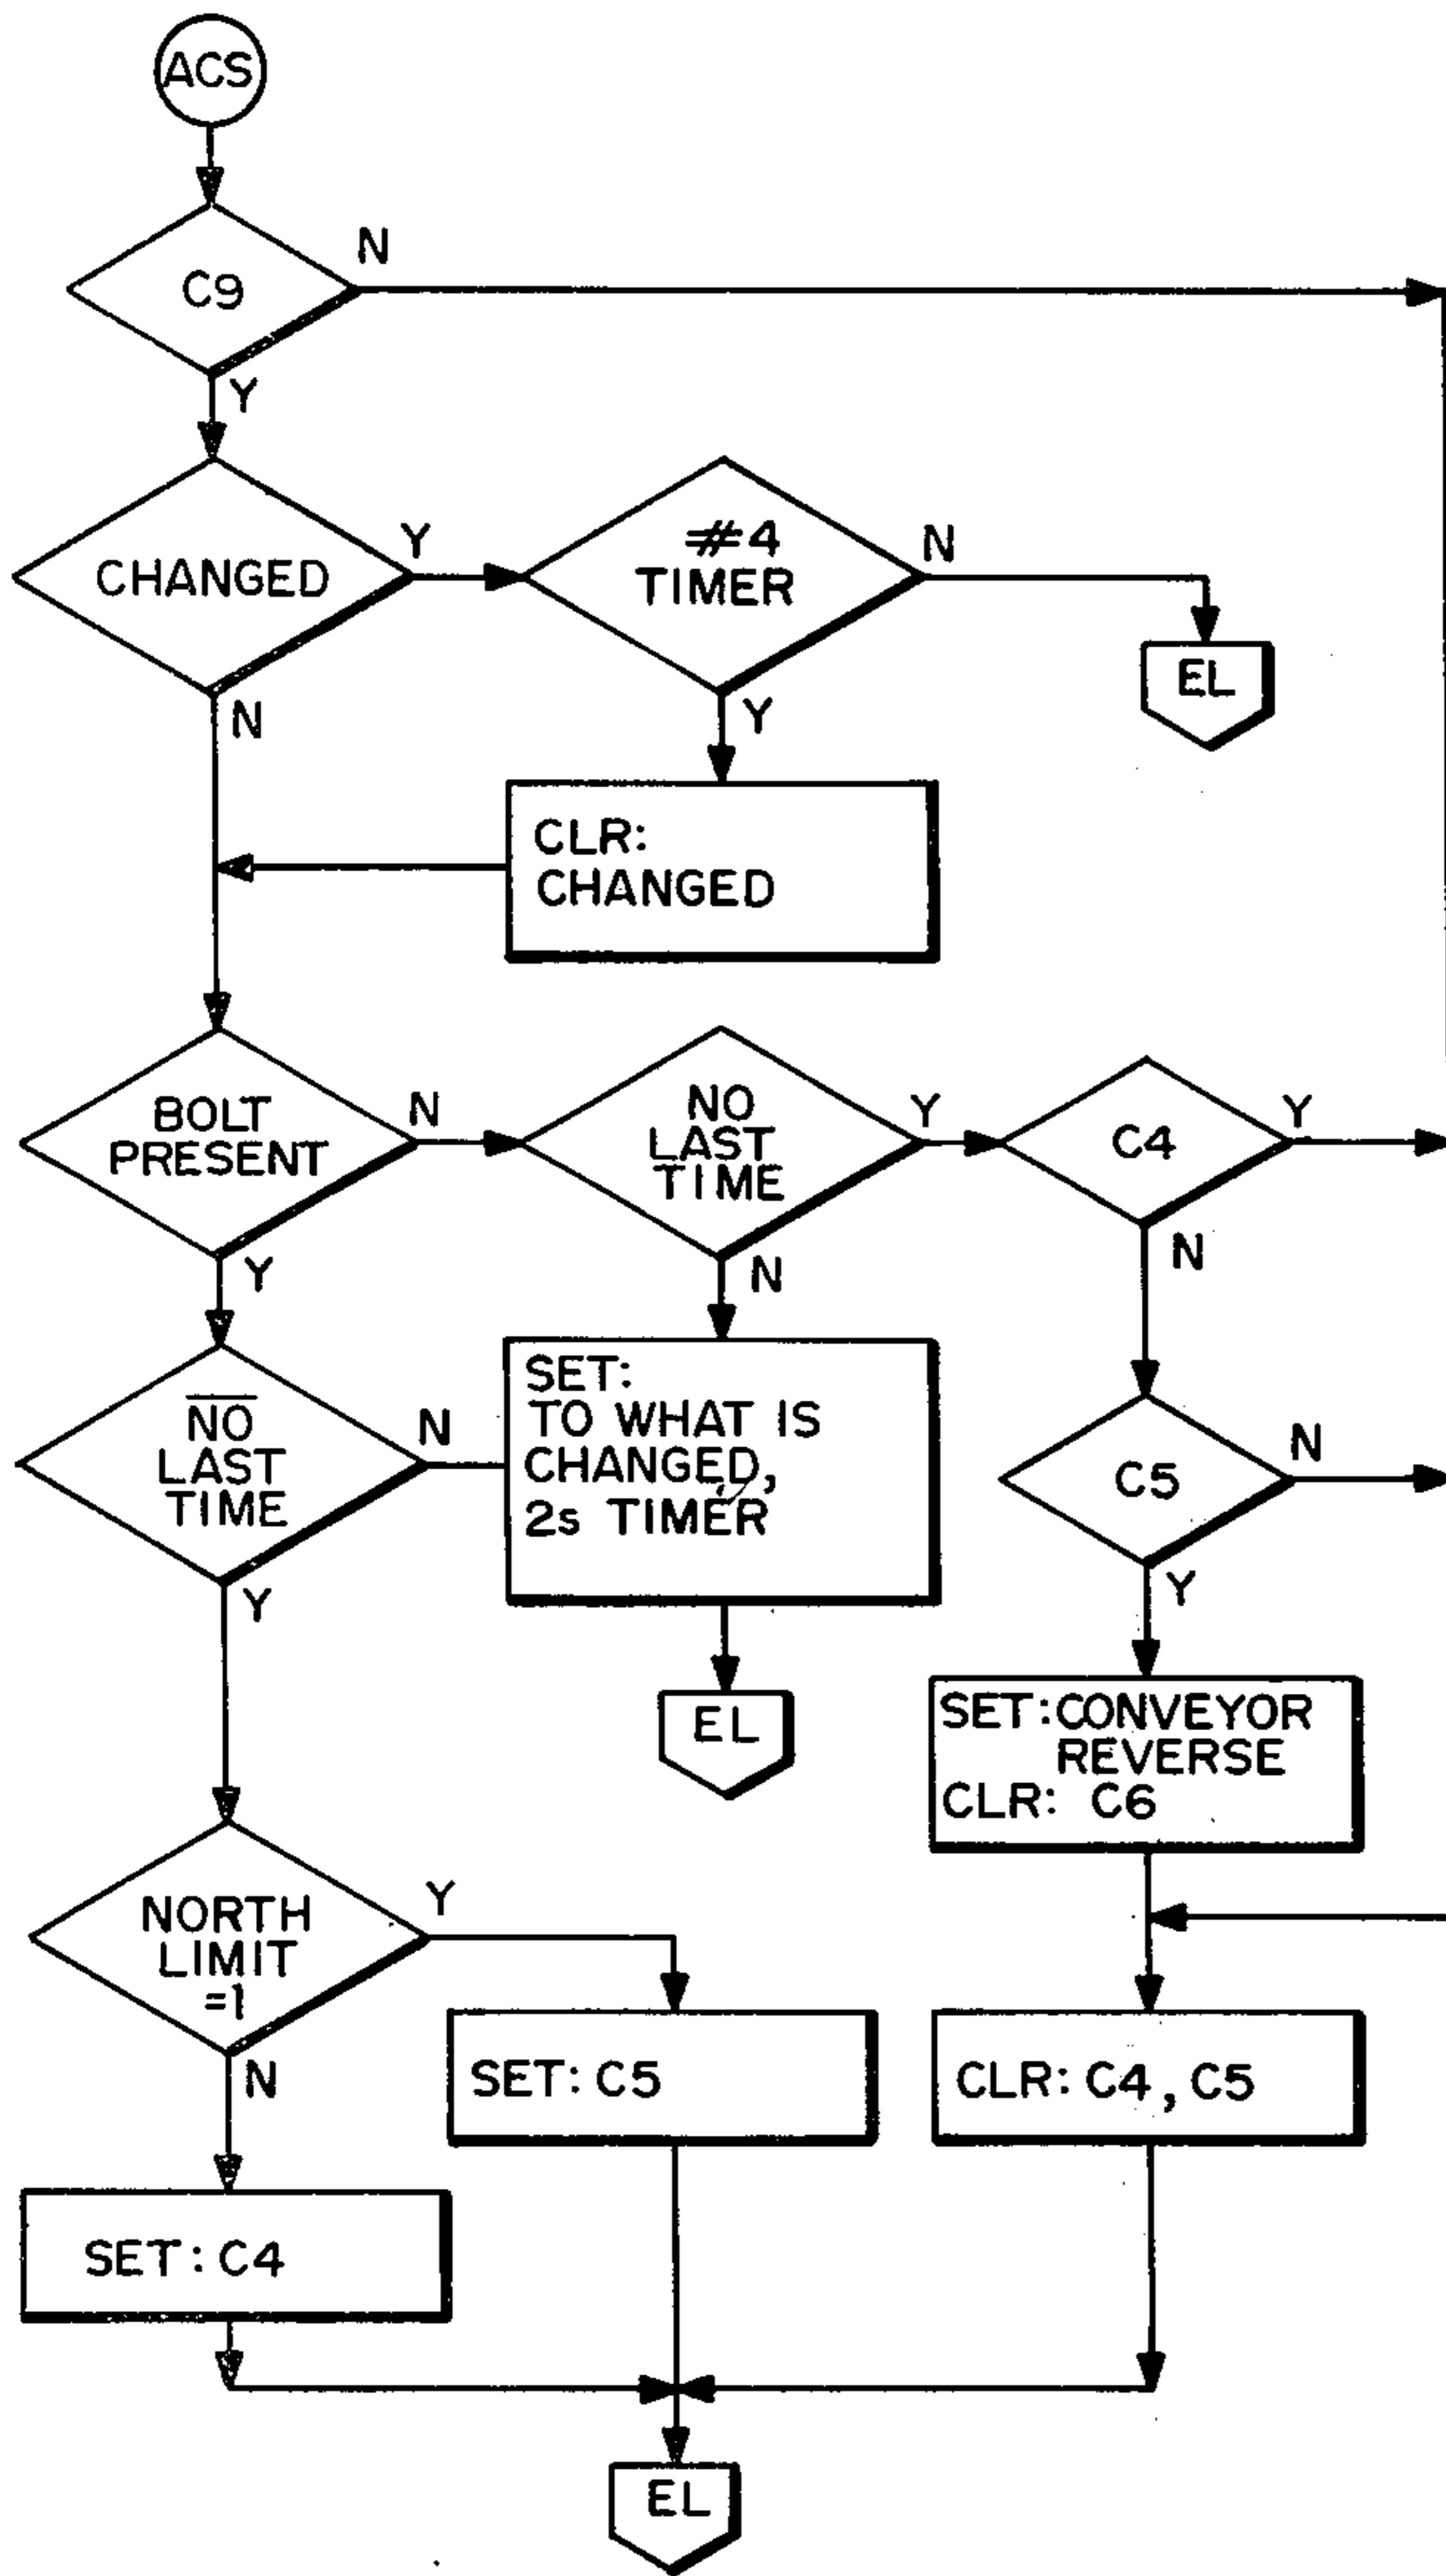 ACS
C9
N
Y
CHANGED
Y
N
#4
TIMER
N
Y
EL
CLR:
CHANGED
BOLT
PRESENT
N
Y
NO
LAST
TIME
Y
N
C4
Y
N
N̅O̅
LAST
TIME
N
Y
SET:
TO WHAT IS
CHANGED,
2s TIMER
EL
C5
N
Y
SET: CONVEYOR
REVERSE
CLR: C6
NORTH
LIMIT
=1
Y
N
SET: C5
CLR: C4, C5
SET: C4
EL